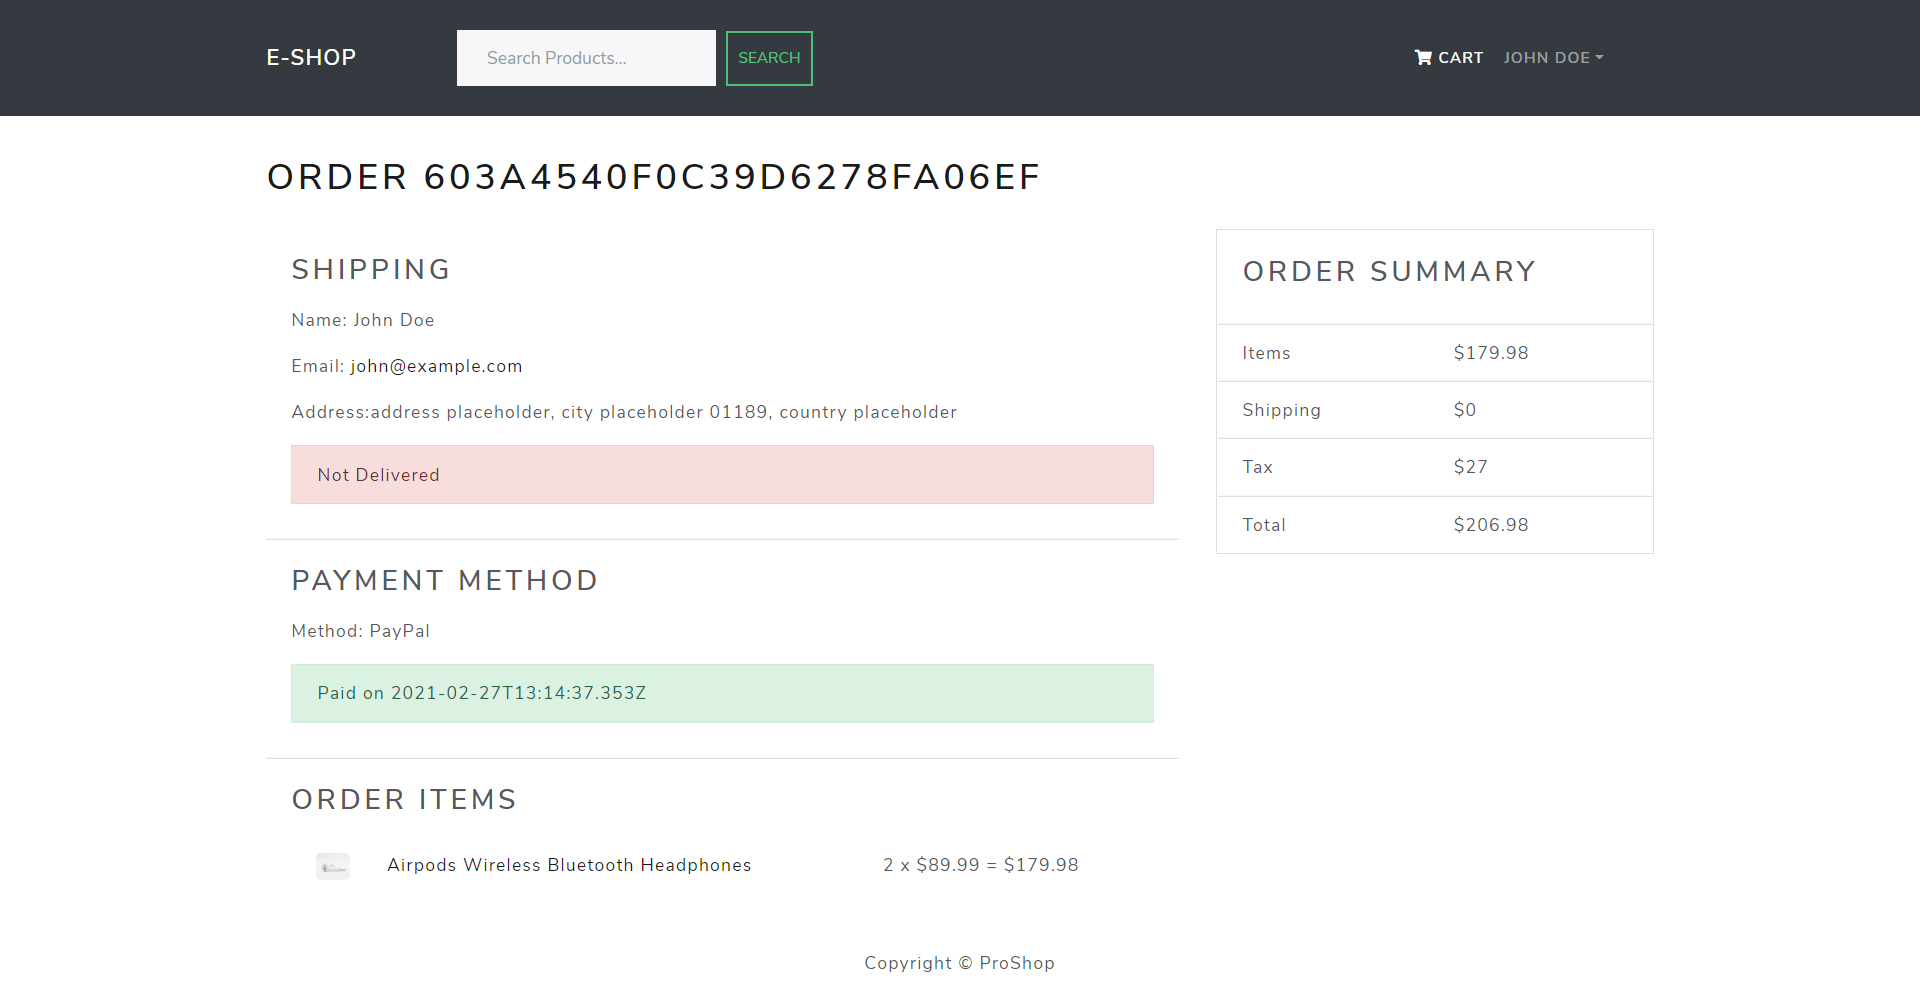 E-SHOP
Search Products...
SEARCH
CART
JOHN DOE
ORDER 603A4540F0C39D6278FA06EF
SHIPPING
Name: John Doe
Email: john@example.com
Address:address placeholder, city placeholder 01189, country placeholder
Not Delivered
PAYMENT METHOD
Method: PayPal
Paid on 2021-02-27T13:14:37.353Z
ORDER ITEMS
Airpods Wireless Bluetooth Headphones
2 x $89.99 = $179.98
ORDER SUMMARY
Items $179.98
Shipping $0
Tax $27
Total $206.98
Copyright © ProShop